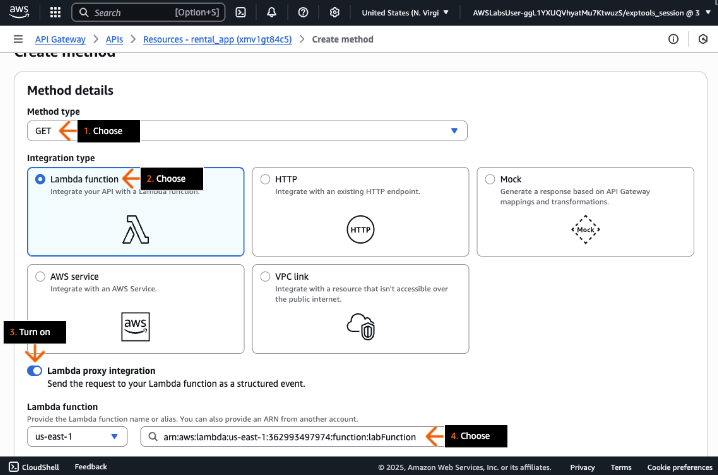 aws Search [Option+S] United States (N. Virgi AWSLabsUser-ggL1YXUQVhyatMu7KtwuzS/exptools_session @ 3
API Gateway > APIs > Resources - rental_app (xmv1gt84c5) > Create method
Create method
Method details
Method type
GET 1. Choose
Integration type
Lambda function 2. Choose
Integrate your API with a Lambda function.
HTTP
Integrate with an existing HTTP endpoint.
HTTP
Mock
Generate a response based on API Gateway
mappings and transformations.
Mock
AWS service
Integrate with an AWS Service.
aws
VPC link
Integrate with a resource that isn't accessible over
the public internet.
3. Turn on
Lambda proxy integration
Send the request to your Lambda function as a structured event.
Lambda function
Provide the Lambda function name or alias. You can also provide an ARN from another account.
us-east-1 arn:aws:lambda:us-east-1:362993497974:function:labFunction 4. Choose
CloudShell Feedback © 2025, Amazon Web Services, Inc. or its affiliates. Privacy Terms Cookie preferences